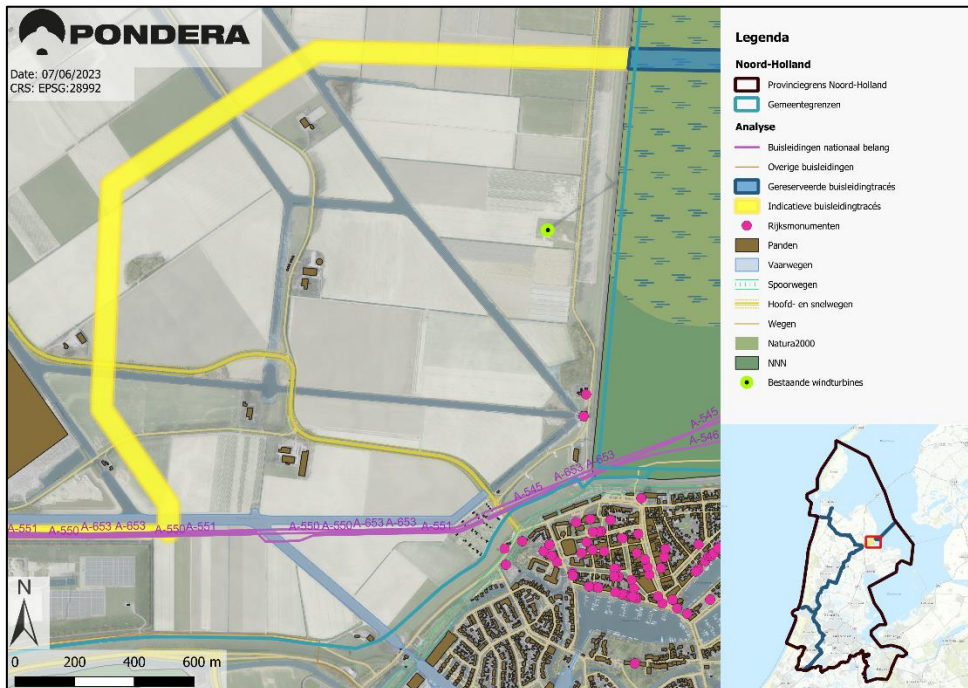 PONDERA
Date: 07/06/2023
CRS: EPSG:28992
A-551
A-550
A-653
A-653
A-550
A-551
A-550
A-550
A-653
A-653
A-551
A-545
A-653
A-653
A-545
A-546
N
0 200 400 600 m
Legenda
Noord-Holland
Provinciegrens Noord-Holland
Gemeentegrenzen
Analyse
Buisleidingen nationaal belang
Overige buisleidingen
Gereserveerde buisleidingtracés
Indicatieve buisleidingtracés
Rijksmonumenten
Panden
Vaarwegen
Spoorwegen
Hoofd- en snelwegen
Wegen
Natura2000
NNN
Bestaande windturbines